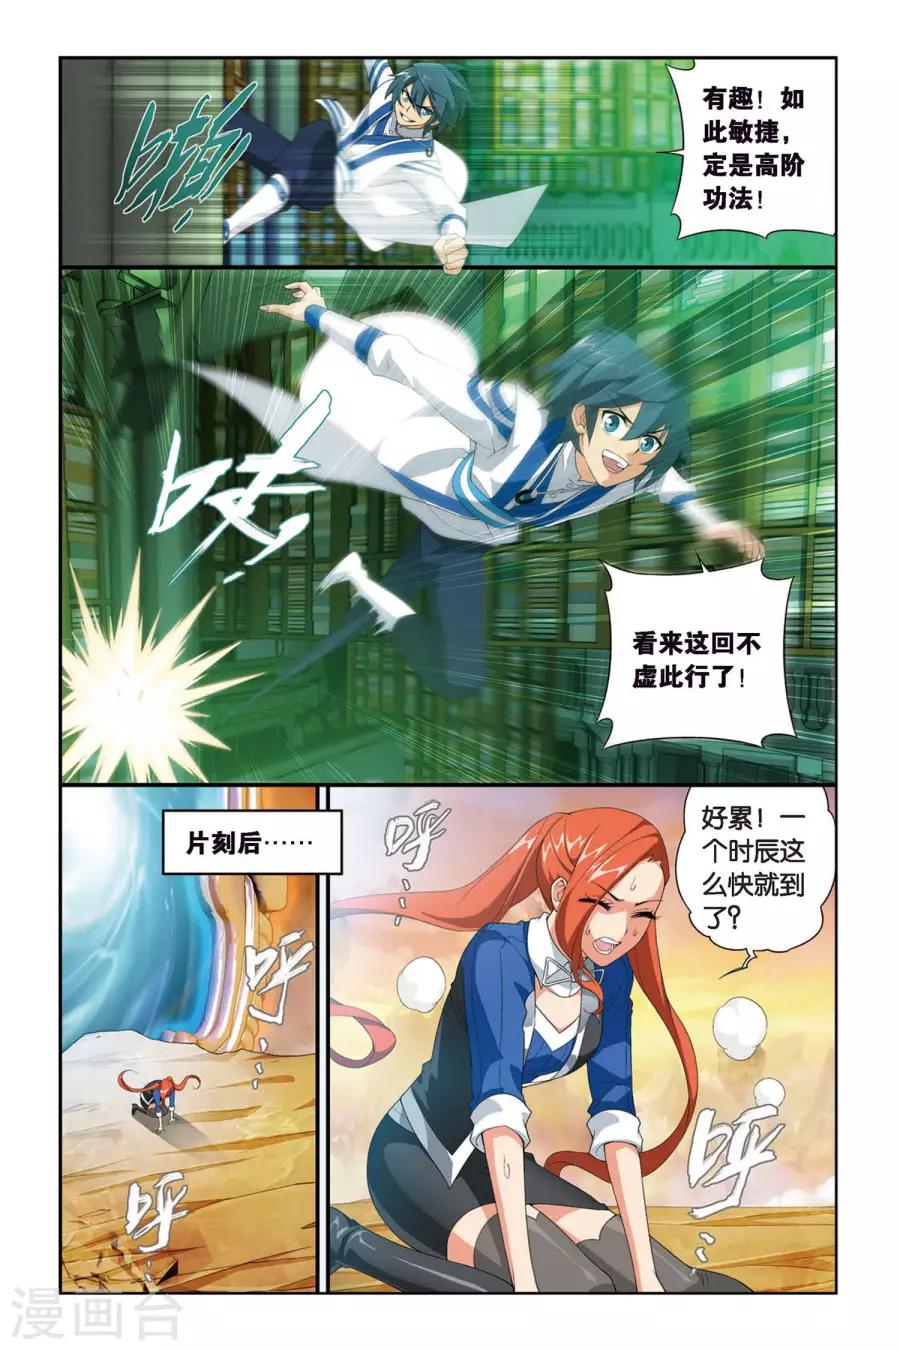 有趣！如
此敏捷，
定是高阶
功法！
啪
吱
看来这回不
虚此行了！
片刻后……
呼…
呼…
呼…
好累！一
个时辰这
么快就到
了？
呼…
漫画台